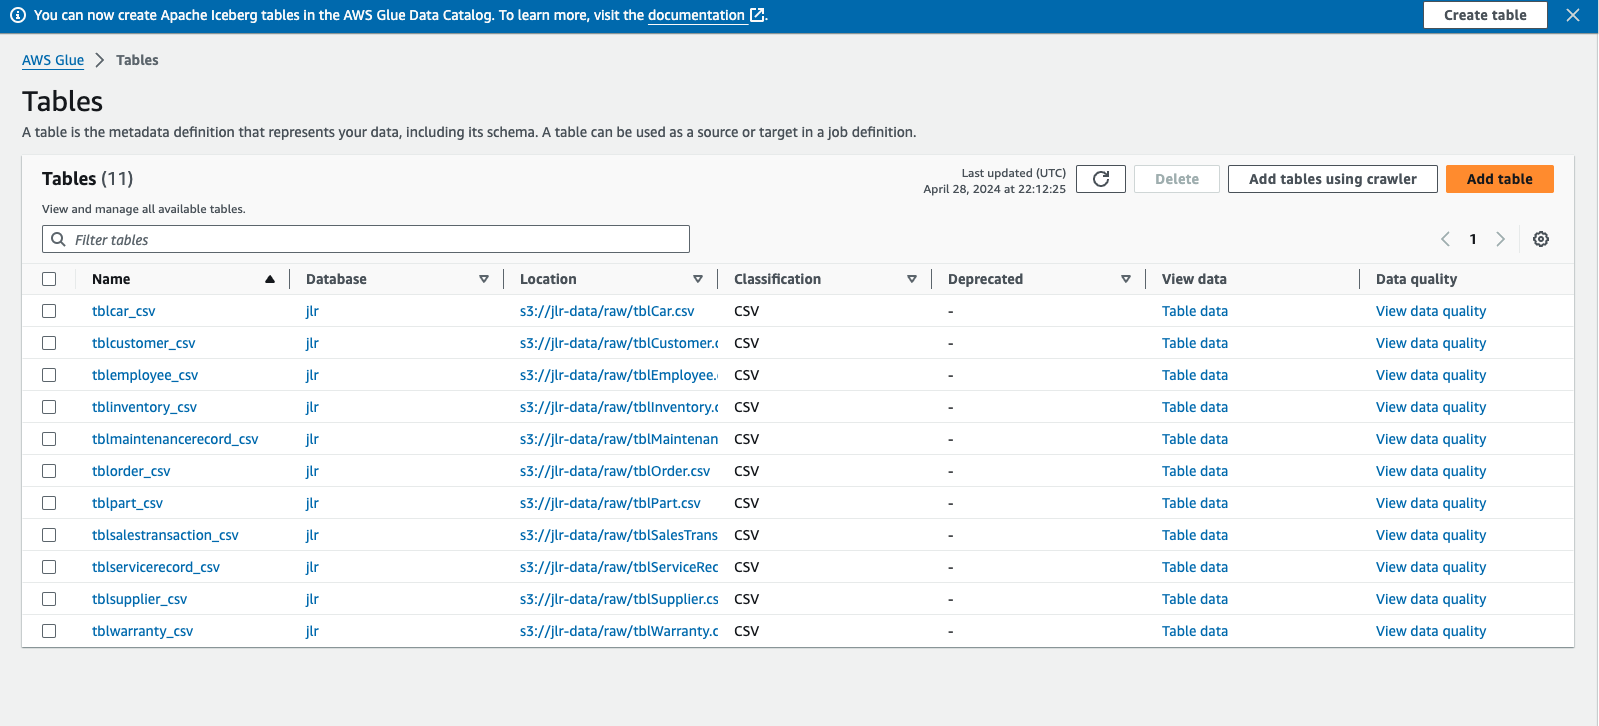 You can now create Apache Iceberg tables in the AWS Glue Data Catalog. To learn more, visit the documentation. Create table
AWS Glue > Tables
Tables
A table is the metadata definition that represents your data, including its schema. A table can be used as a source or target in a job definition.
Tables (11)
Last updated (UTC)
April 28, 2024 at 22:12:25
Delete Add tables using crawler Add table
View and manage all available tables.
Filter tables
1
Name Database Location Classification Deprecated View data Data quality
tblcar_csv jlr s3://jlr-data/raw/tblCar.csv CSV - Table data View data quality
tblcustomer_csv jlr s3://jlr-data/raw/tblCustomer.c CSV - Table data View data quality
tblemployee_csv jlr s3://jlr-data/raw/tblEmployee. CSV - Table data View data quality
tblinventory_csv jlr s3://jlr-data/raw/tblInventory.c CSV - Table data View data quality
tblmaintenancerecord_csv jlr s3://jlr-data/raw/tblMaintenan CSV - Table data View data quality
tblorder_csv jlr s3://jlr-data/raw/tblOrder.csv CSV - Table data View data quality
tblpart_csv jlr s3://jlr-data/raw/tblPart.csv CSV - Table data View data quality
tblsalestransaction_csv jlr s3://jlr-data/raw/tblSalesTrans CSV - Table data View data quality
tblservicerecord_csv jlr s3://jlr-data/raw/tblServiceRec CSV - Table data View data quality
tblsupplier_csv jlr s3://jlr-data/raw/tblSupplier.cs CSV - Table data View data quality
tblwarranty_csv jlr s3://jlr-data/raw/tblWarranty.c CSV - Table data View data quality